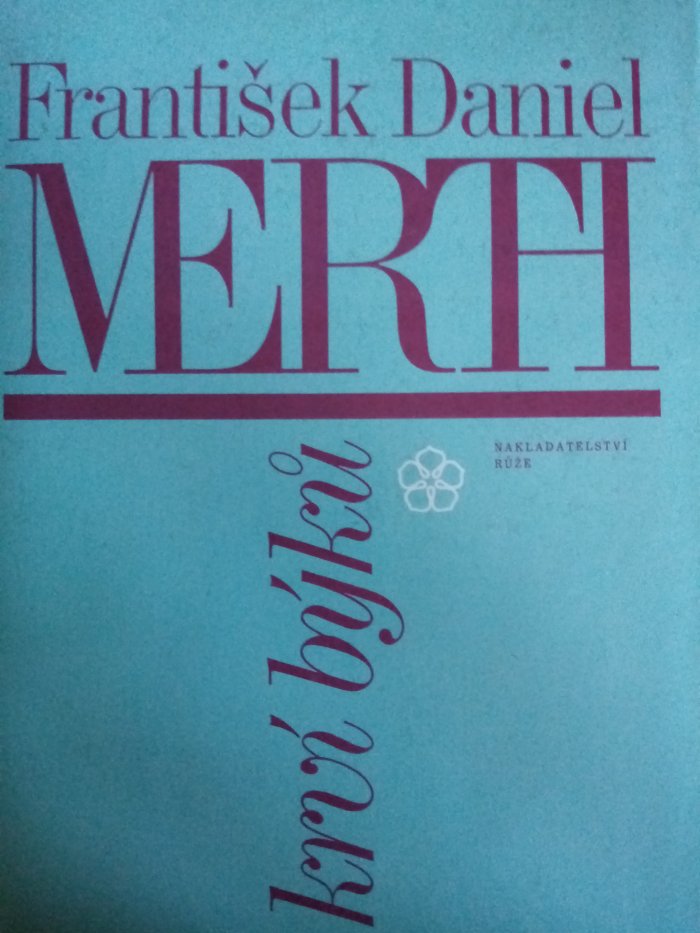 František Daniel
MERTH
NAKLADATELSTVÍ
RŮŽE
krví býků